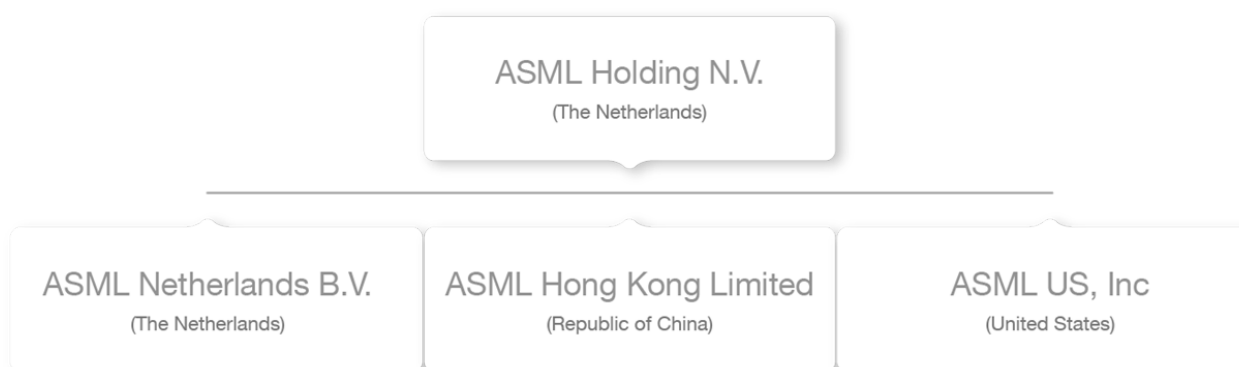 ASML Holding N.V.
(The Netherlands)
ASML Netherlands B.V.
(The Netherlands)
ASML Hong Kong Limited
(Republic of China)
ASML US, Inc
(United States)